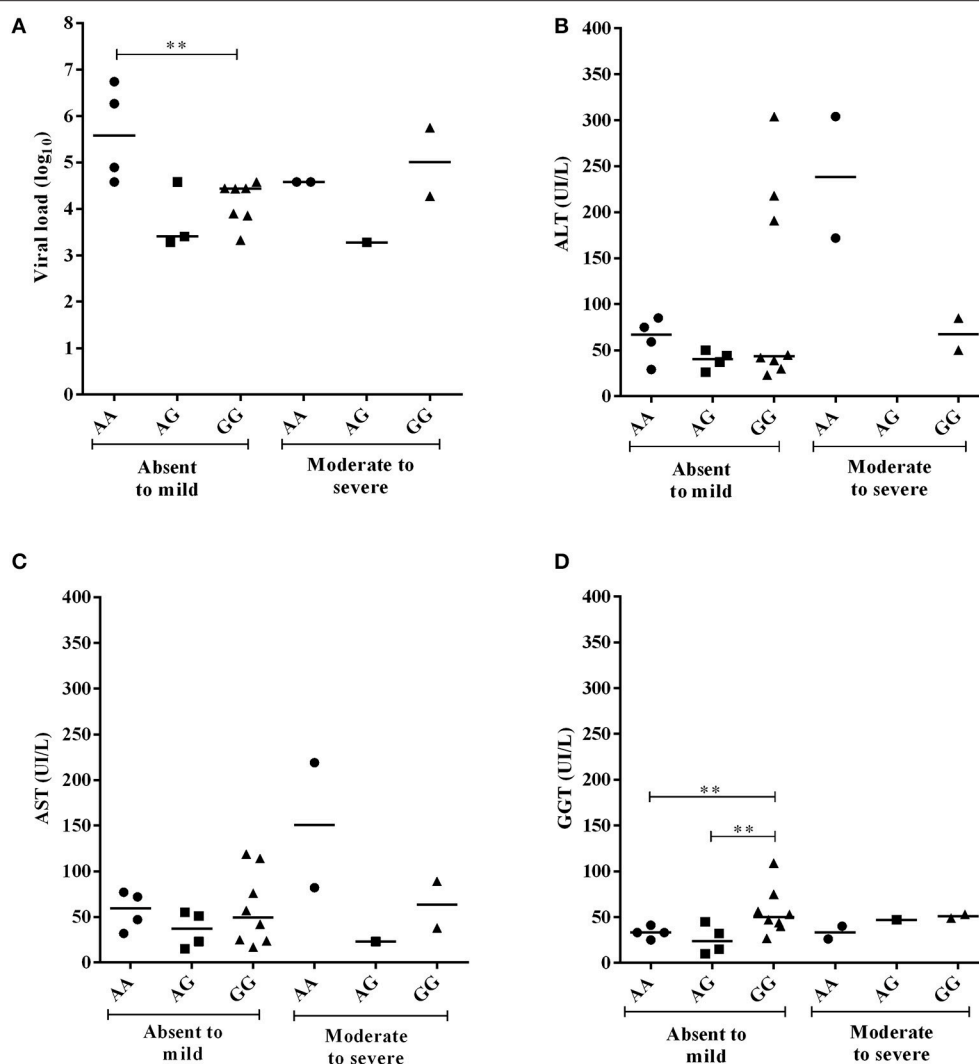 A
Viral load (log10)
8
7
6
5
4
3
2
1
0
**
AA
AG
GG
AA
AG
GG
Absent
to mild
Moderate to
severe
B
ALT (UI/L)
400
350
300
250
200
150
100
50
0
AA
AG
GG
AA
AG
GG
Absent
to mild
Moderate
to severe
C
AST (UI/L)
400
350
300
250
200
150
100
50
0
AA
AG
GG
AA
AG
GG
Absent to
mild
Moderate
to severe
D
GGT (UI/L)
400
350
300
250
200
150
100
50
0
**
**
AA
AG
GG
AA
AG
GG
Absent to
mild
Moderate
to severe